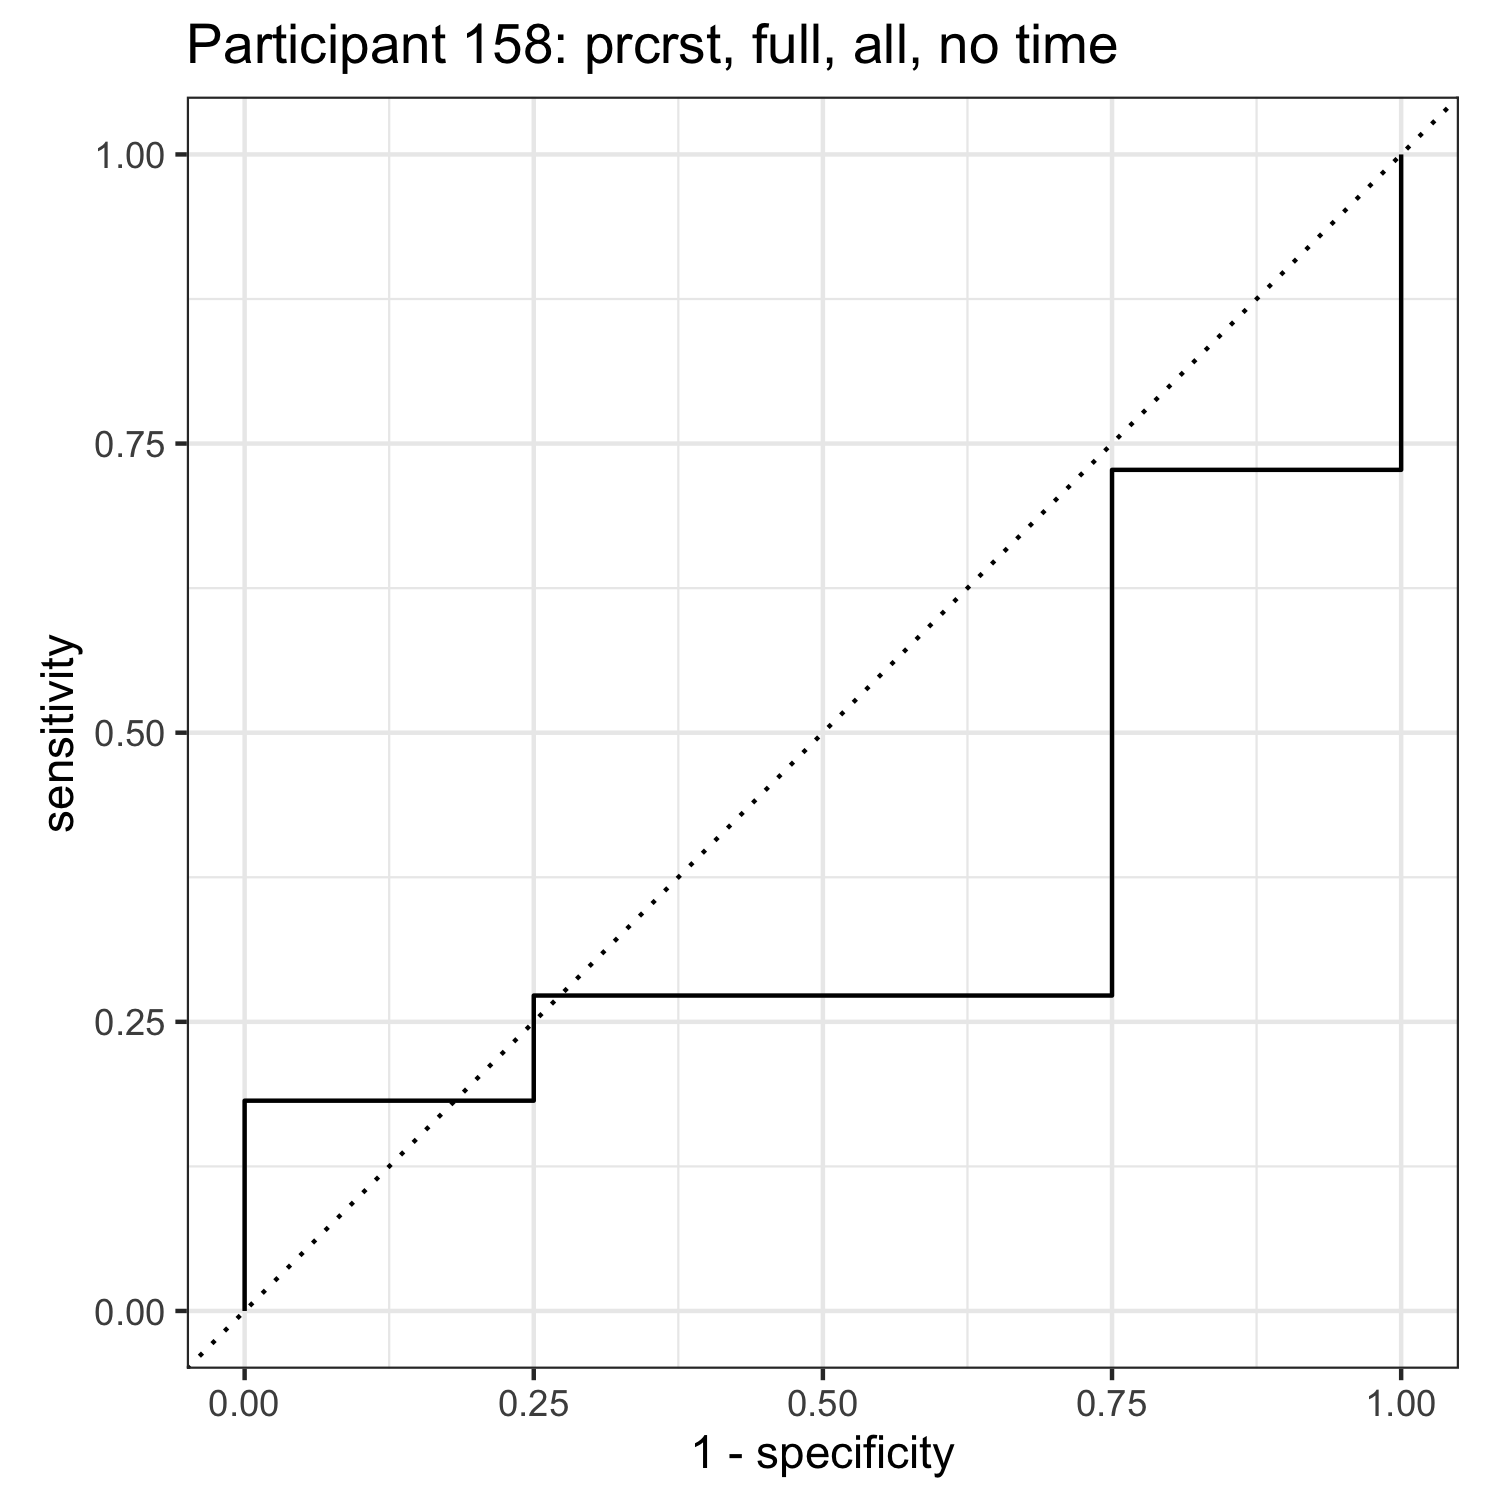 Participant 158: prcrst, full, all, no time
1.00
0.75
0.50
0.25
0.00
sensitivity
0.00 0.25 0.50 0.75 1.00
1 - specificity